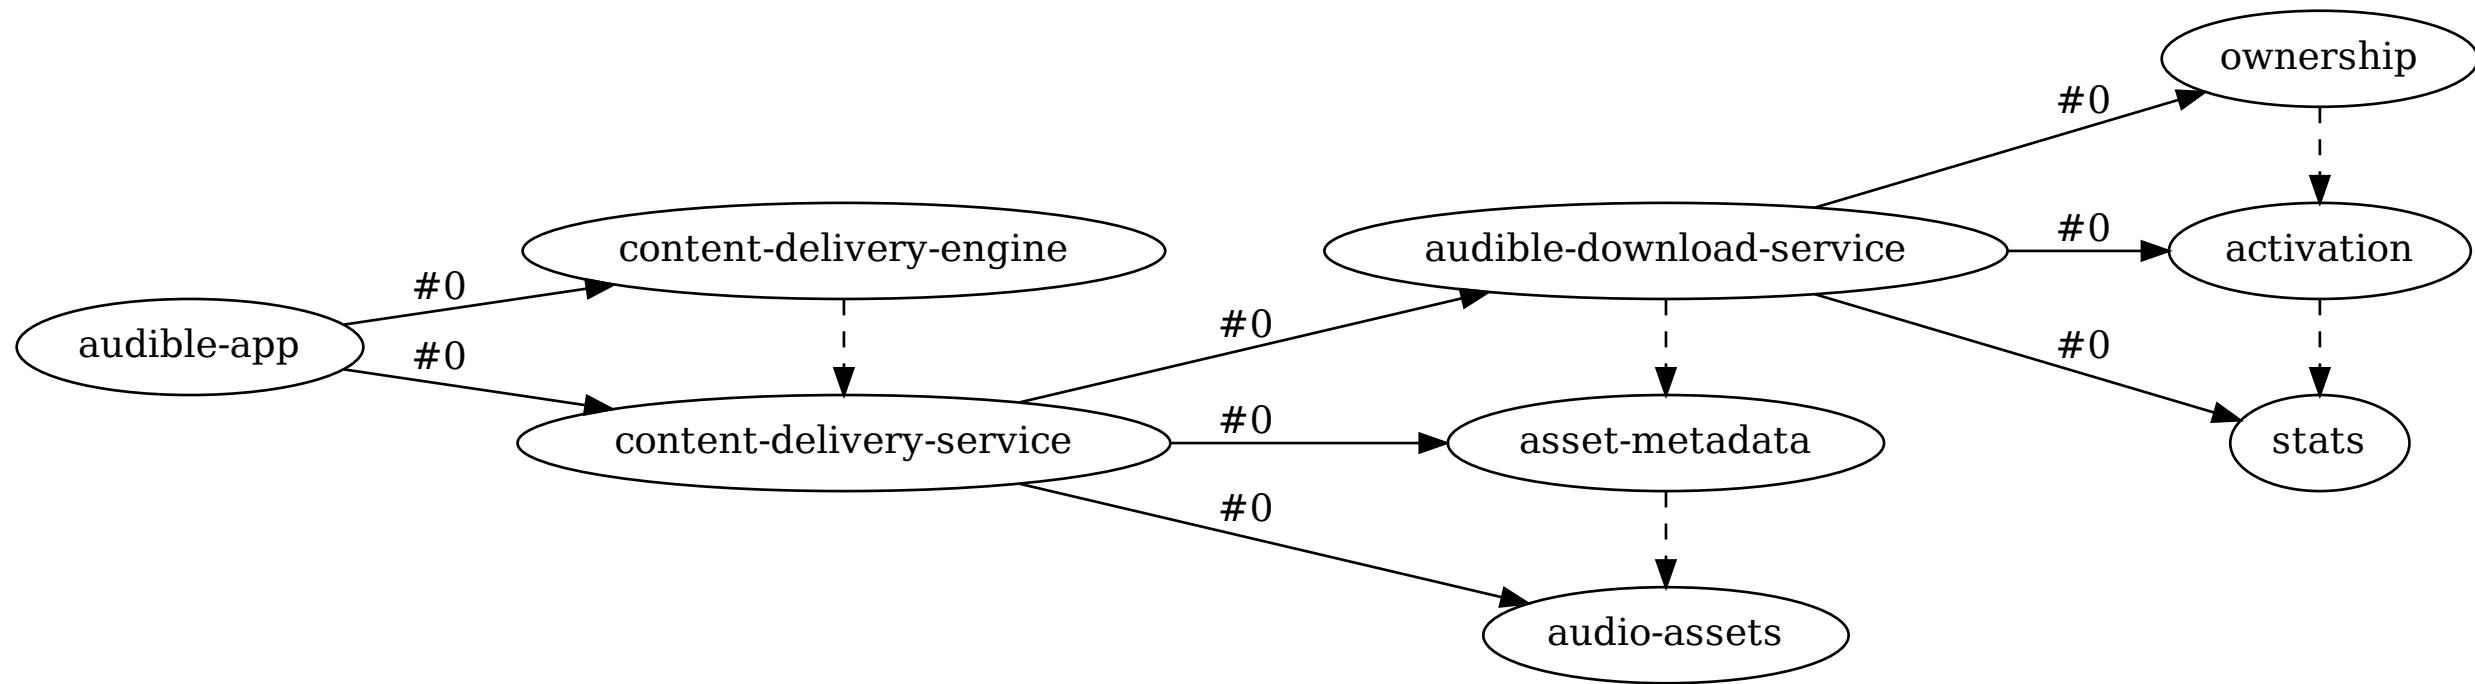 ownership
#0
content-delivery-engine
audible-download-service
#0
activation
#0
#0
audible-app
#0
#0
content-delivery-service
#0
asset-metadata
#0
stats
#0
audio-assets